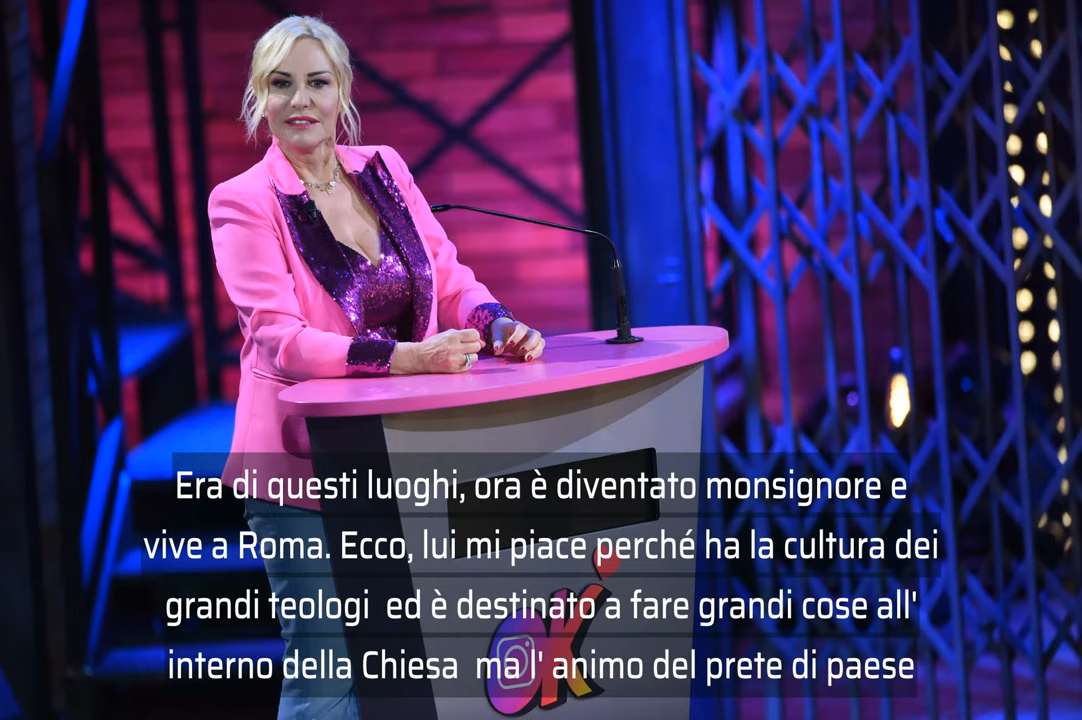 Era di questi luoghi, ora è diventato monsignore e
vive a Roma. Ecco, lui mi piace perché ha la cultura dei
grandi teologi  ed è destinato a fare grandi cose all'
interno della Chiesa  ma l' animo del prete di paese
OK